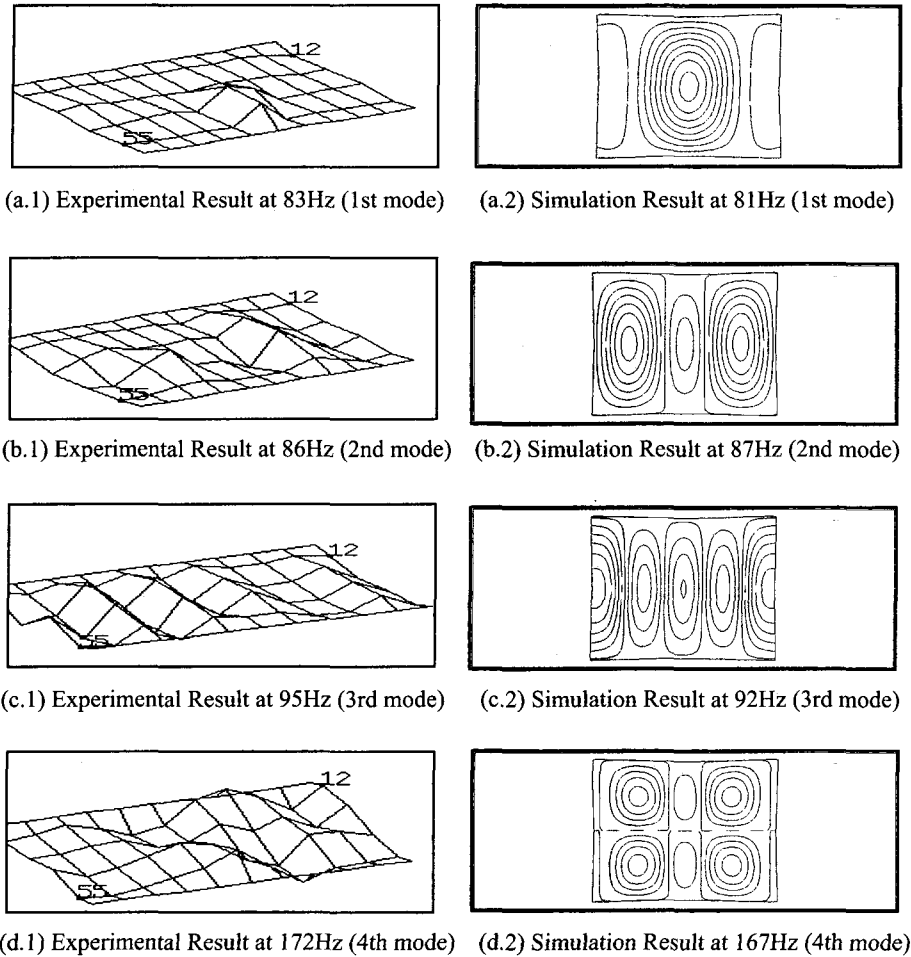 12
55
(a.1) Experimental Result at 83Hz (1st mode)
(a.2) Simulation Result at 81Hz (1st mode)
12
55
(b.1) Experimental Result at 86Hz (2nd mode)
(b.2) Simulation Result at 87Hz (2nd mode)
12
55
(c.1) Experimental Result at 95Hz (3rd mode)
(c.2) Simulation Result at 92Hz (3rd mode)
12
55
(d.1) Experimental Result at 172Hz (4th mode)
(d.2) Simulation Result at 167Hz (4th mode)